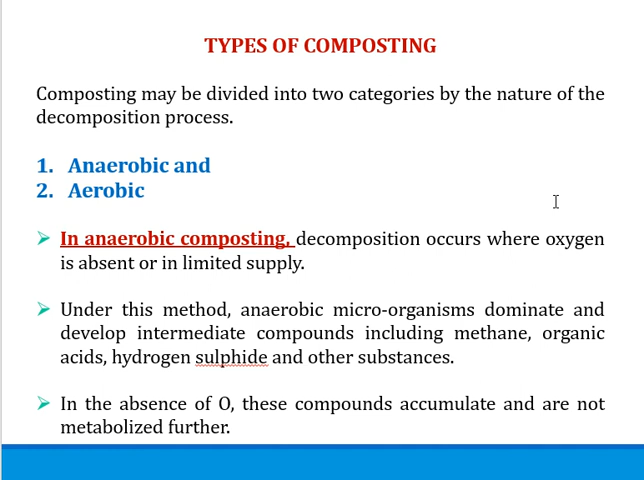 TYPES OF COMPOSTING
Composting may be divided into two categories by the nature of the
decomposition process.
1. Anaerobic and
2. Aerobic
➢ In anaerobic composting, decomposition occurs where oxygen
is absent or in limited supply.
➢ Under this method, anaerobic micro-organisms dominate and
develop intermediate compounds including methane, organic
acids, hydrogen sulphide and other substances.
➢ In the absence of O, these compounds accumulate and are not
metabolized further.